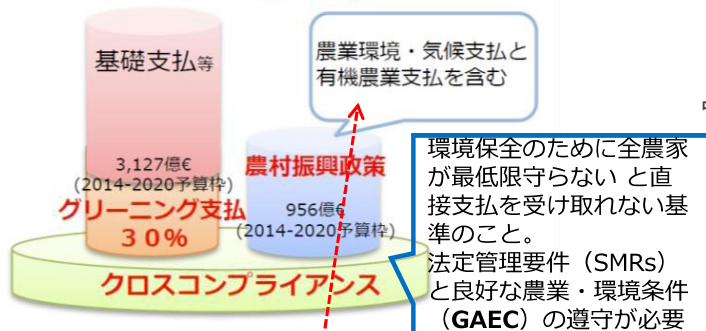 基礎支払等
農業環境・気候支払と
有機農業支払を含む
3,127億€
(2014-2020予算枠)
グリーニング支払
30%
農村振興政策
956億€
(2014-2020予算枠)
クロスコンプライアンス
環境保全のために全農家
が最低限守らない と直
接支払を受け取れない基
準のこと。
法定管理要件（SMRs）
と良好な農業・環境条件
（GAEC）の遵守が必要